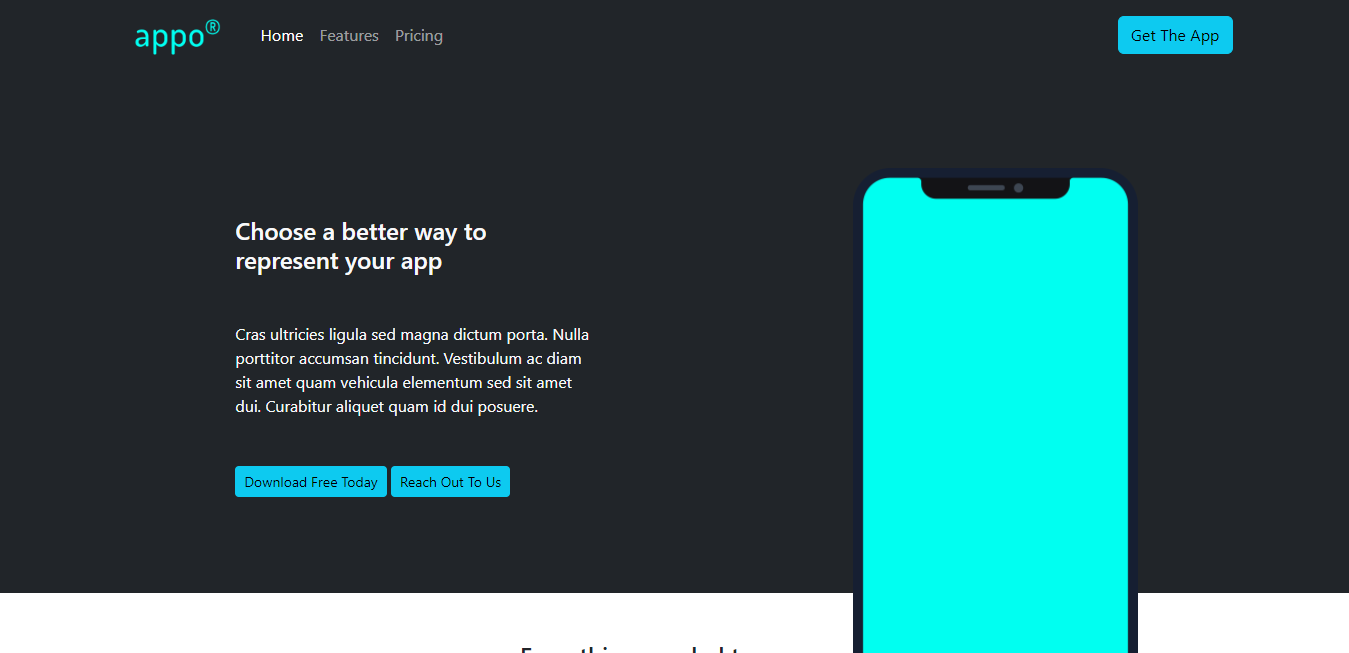 appo®
Home Features Pricing
Get The App
Choose a better way to
represent your app
Cras ultricies ligula sed magna dictum porta. Nulla
porttitor accumsan tincidunt. Vestibulum ac diam
sit amet quam vehicula elementum sed sit amet
dui. Curabitur aliquet quam id dui posuere.
Download Free Today Reach Out To Us